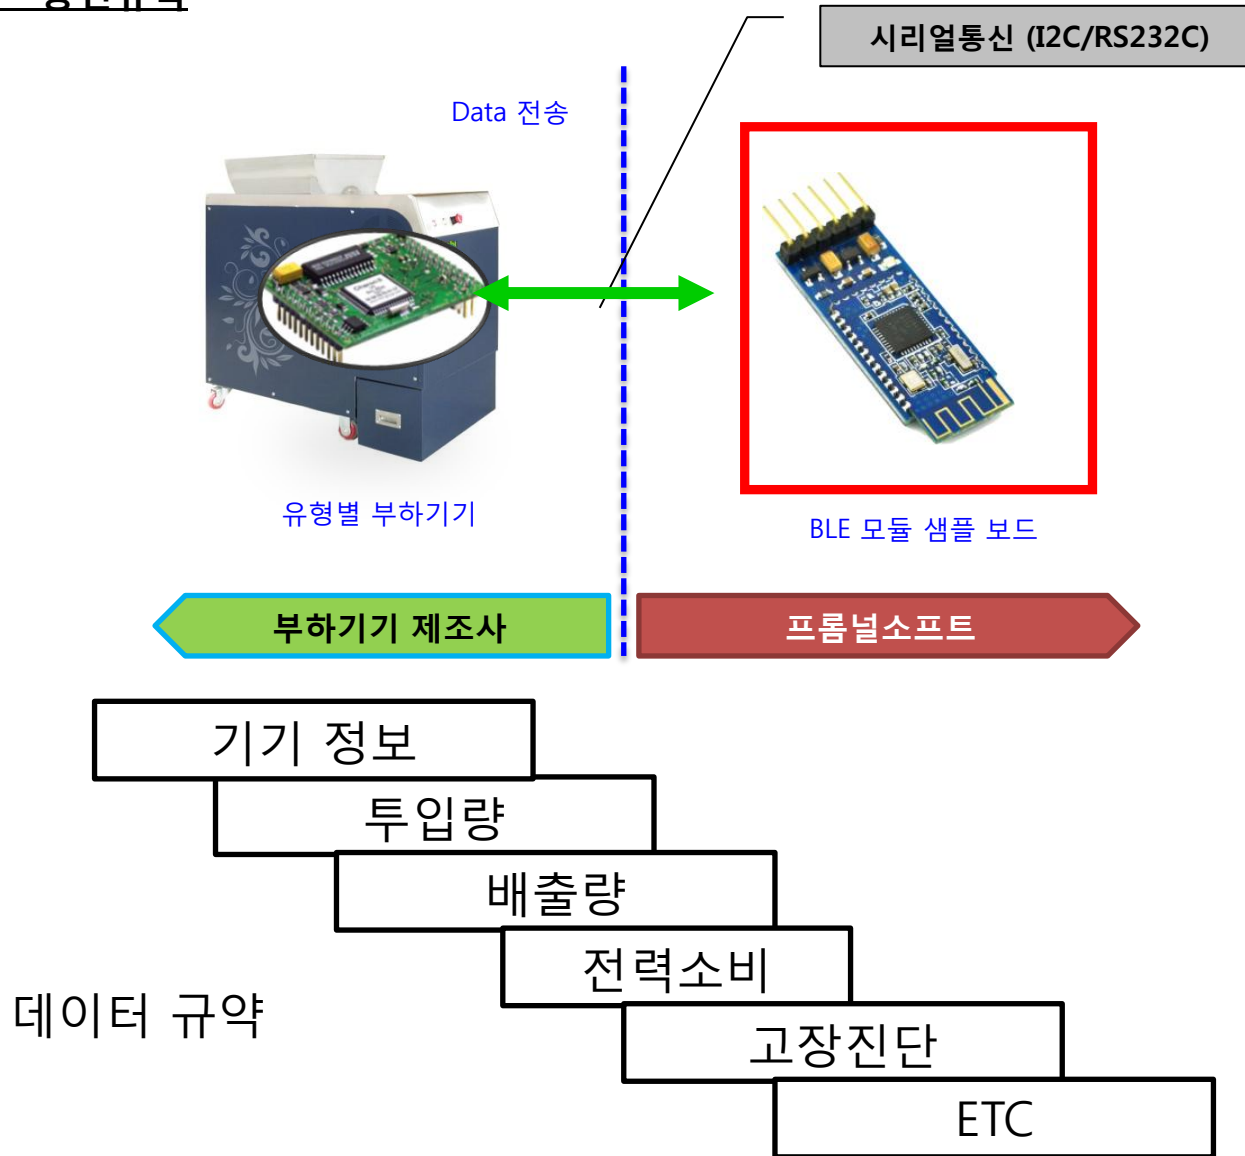 시리얼통신 (I2C/RS232C)
Data 전송
유형별 부하기기
BLE 모듈 샘플 보드
부하기기 제조사
프롬널소프트
기기 정보
투입량
배출량
전력소비
데이터 규약
고장진단
ETC